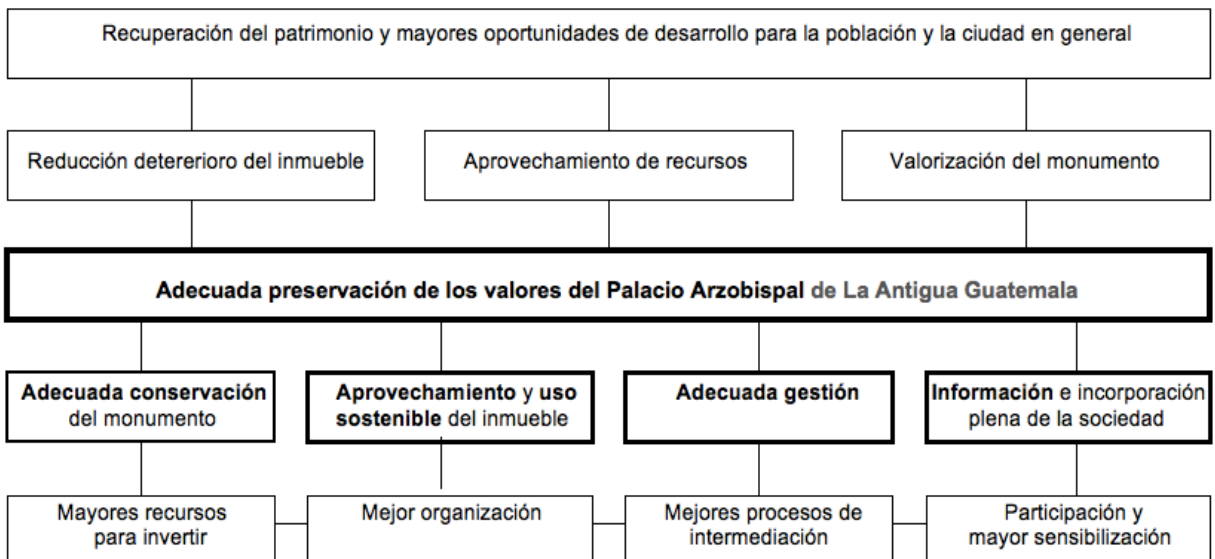 Recuperación del patrimonio y mayores oportunidades de desarrollo para la población y la ciudad en general
Reducción detererioro del inmueble
Aprovechamiento de recursos
Valorización del monumento
Adecuada preservación de los valores del Palacio Arzobispal de La Antigua Guatemala
Adecuada conservación
del monumento
Aprovechamiento y uso
sostenible del inmueble
Adecuada gestión
Información e incorporación
plena de la sociedad
Mayores recursos
para invertir
Mejor organización
Mejores procesos de
intermediación
Participación y
mayor sensibilización